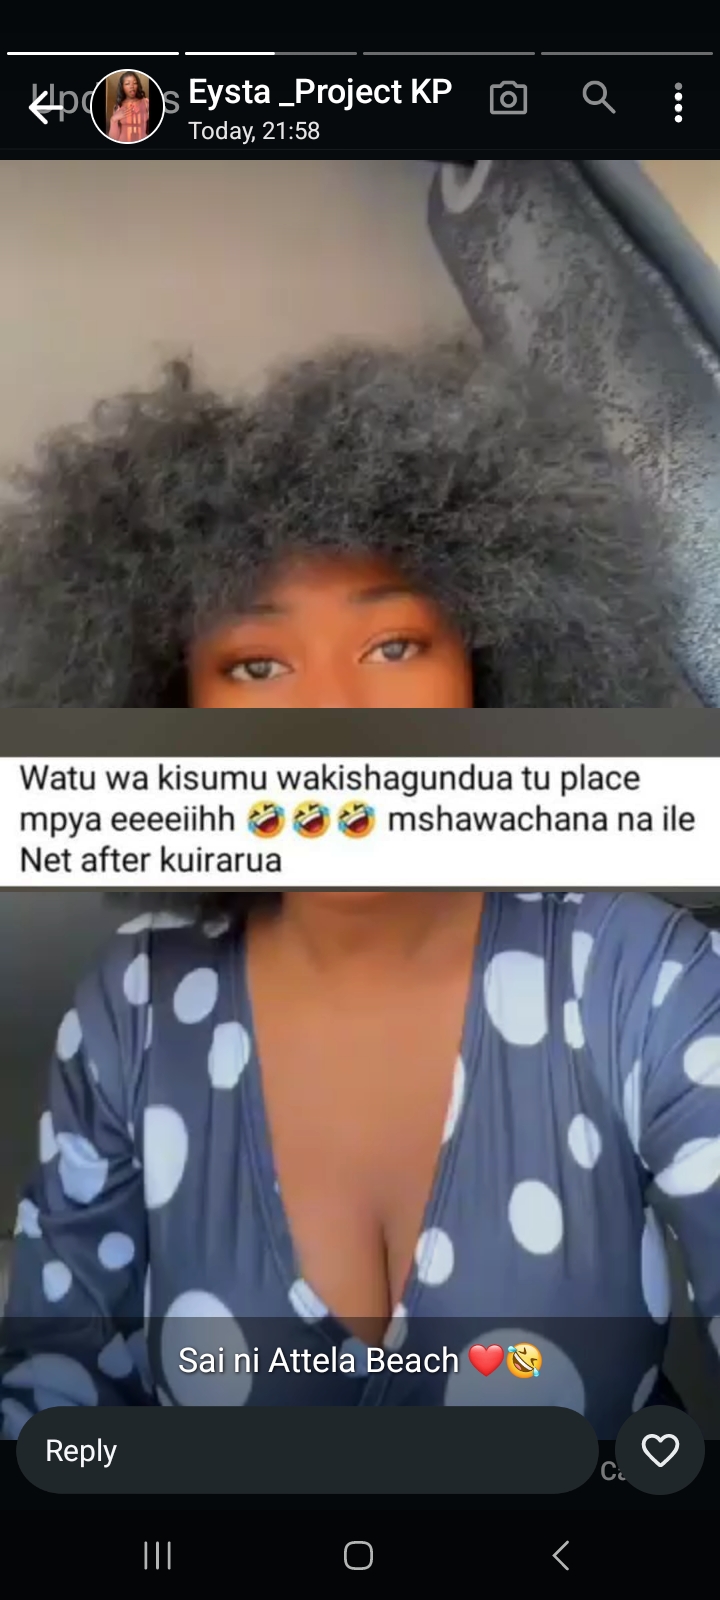 Eysta _Project KP
Today, 21:58
Watu wa kisumu wakishagundua tu place
mpya eeeeiihh 🤣🤣🤣 mshawachana na ile
Net after kuirarua
Sai ni Attela Beach ❤️🤣
Reply